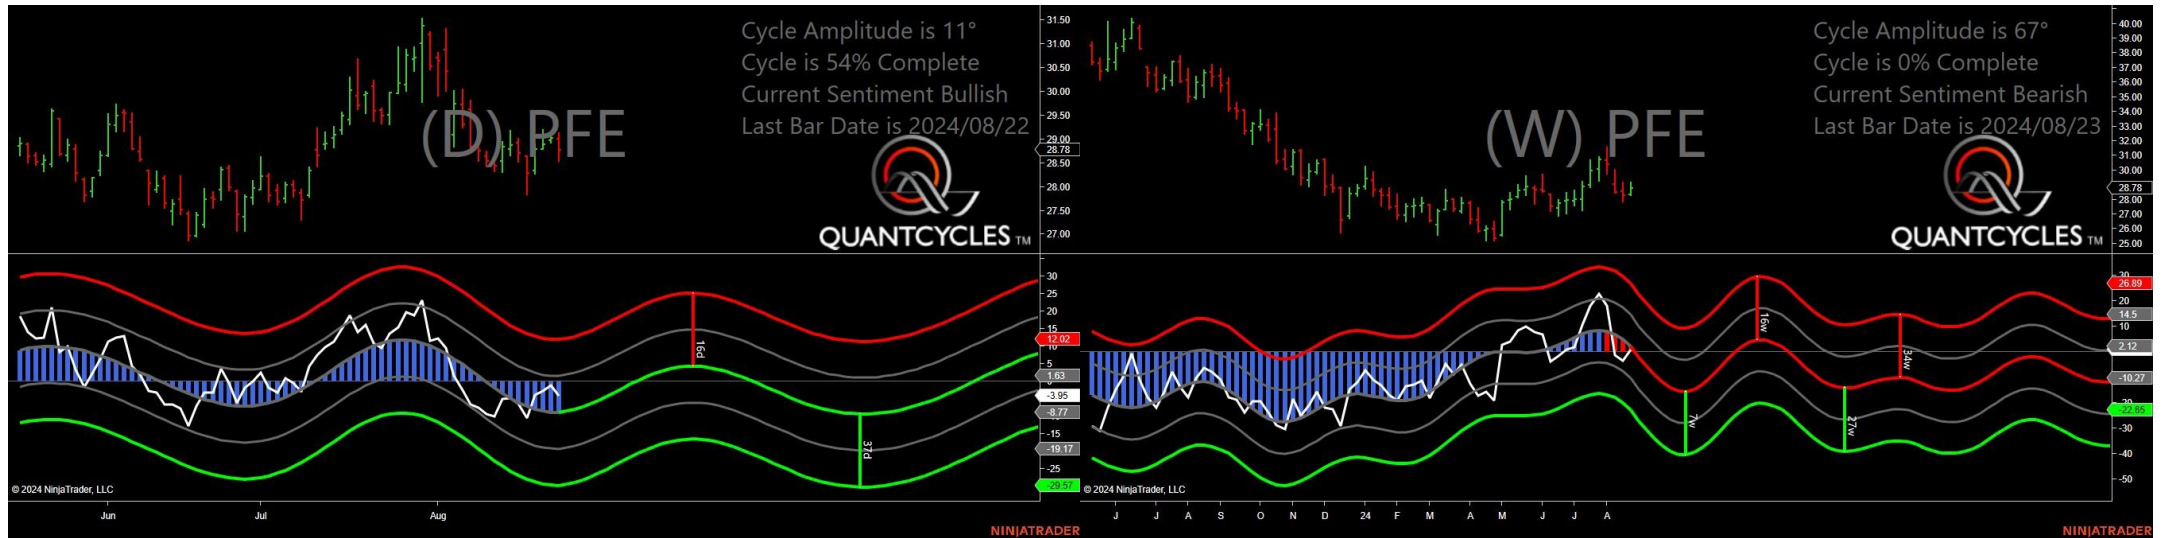 Cycle Amplitude is 11°
Cycle is 54% Complete
Current Sentiment Bullish
Last Bar Date is 2024/08/22
(D) PFE
QUANTCYCLES TM
31.50
31.00
30.50
30.00
29.50
29.00
28.78
28.50
28.00
27.50
27.00
30
25
20
15
12.02
5
1.63
-3.95
-8.77
-15
-19.17
-25
-29.57
16d
37d
© 2024 NinjaTrader, LLC
Jun Jul Aug
NINJATRADER
Cycle Amplitude is 67°
Cycle is 0% Complete
Current Sentiment Bearish
Last Bar Date is 2024/08/23
(W) PFE
QUANTCYCLES TM
40.00
39.00
38.00
37.00
36.00
35.00
34.00
33.00
32.00
31.00
30.00
28.78
28.00
27.00
26.00
25.00
30
26.89
20
14.5
10
2.12
-10.27
-20
-22.65
-30
-40
-50
16w
34w
7w
27w
© 2024 NinjaTrader, LLC
J J A S O N D 24 F M A M J J A
NINJATRADER